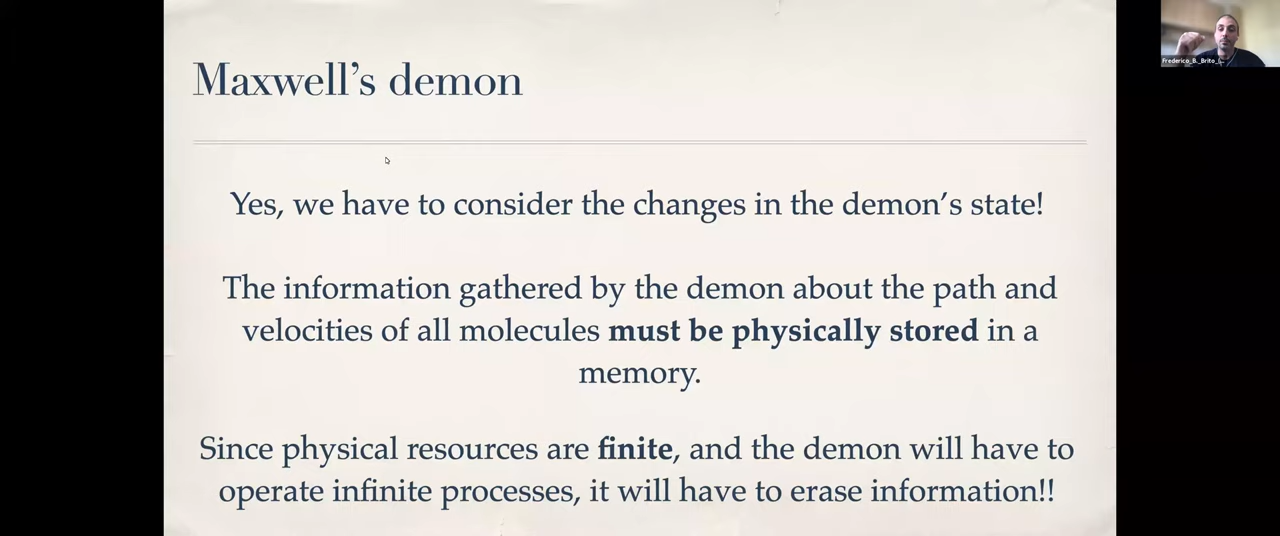 Frederico_B._Brito_(...
Maxwell's demon
Yes, we have to consider the changes in the demon's state!
The information gathered by the demon about the path and
velocities of all molecules must be physically stored in a
memory.
Since physical resources are finite, and the demon will have to
operate infinite processes, it will have to erase information!!